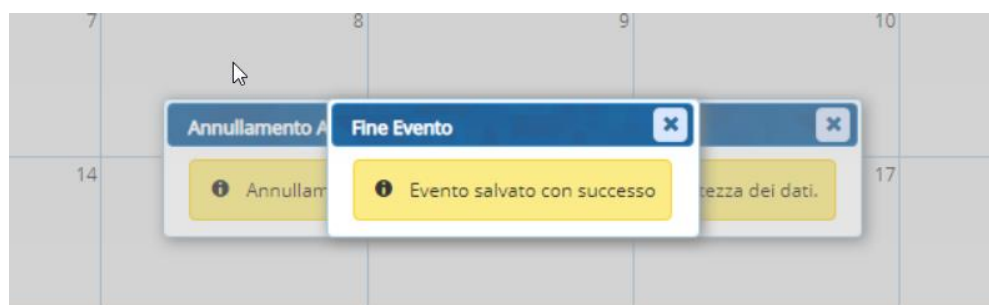 7 8 9 10
Annullamento A
Fine Evento
Annullam
Evento salvato con successo
tezza dei dati.
14 17